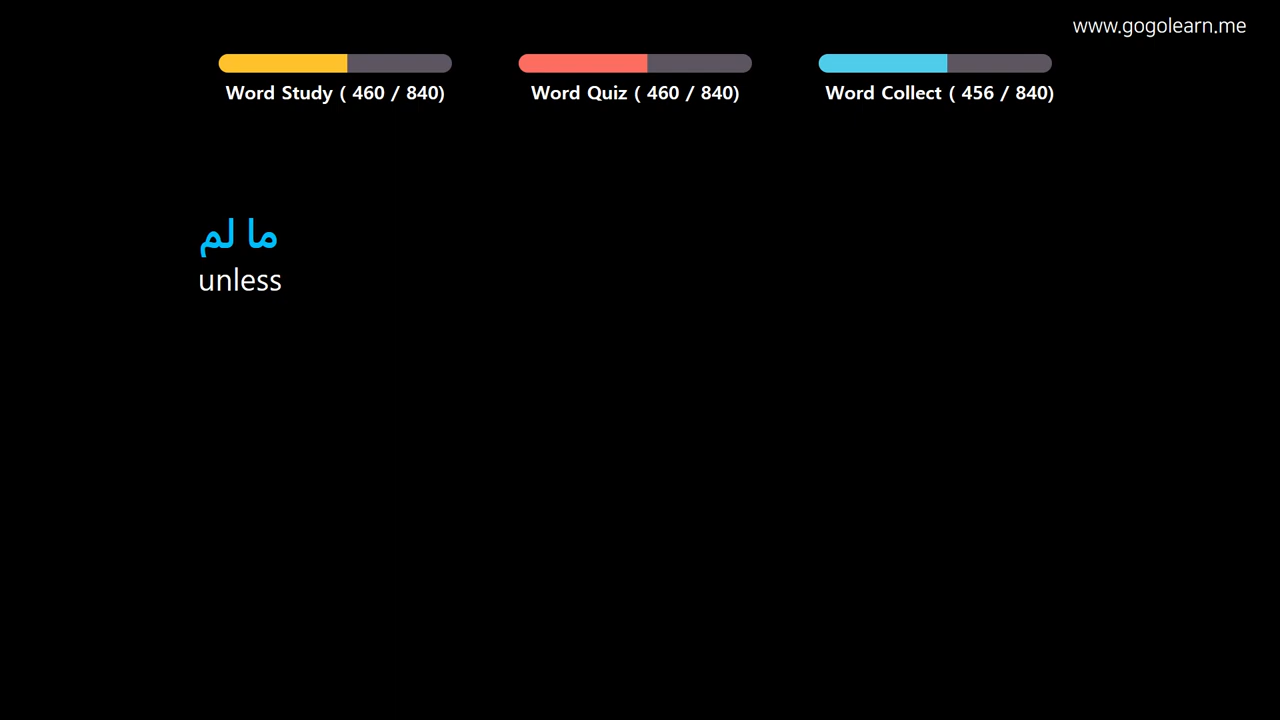 www.gogolearn.me
Word Study ( 460 / 840)
Word Quiz ( 460 / 840)
Word Collect ( 456 / 840)
ما لم
unless